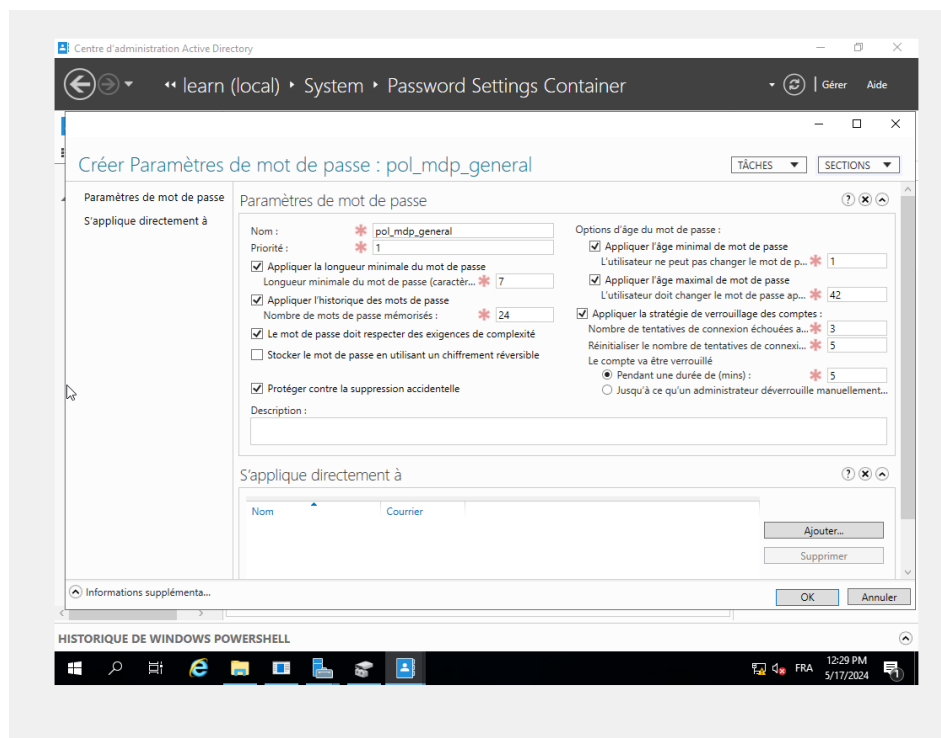 Centre d'administration Active Directory
learn (local) System Password Settings Container Gérer Aide
Créer Paramètres de mot de passe : pol_mdp_general TÂCHES SECTIONS
Paramètres de mot de passe
S'applique directement à
Paramètres de mot de passe
Nom : pol_mdp_general
Priorité : 1
Appliquer la longueur minimale du mot de passe
Longueur minimale du mot de passe (caractèr... 7
Appliquer l'historique des mots de passe
Nombre de mots de passe mémorisés : 24
Le mot de passe doit respecter des exigences de complexité
Stocker le mot de passe en utilisant un chiffrement réversible
Protéger contre la suppression accidentelle
Description :
Options d'âge du mot de passe :
Appliquer l'âge minimal de mot de passe
L'utilisateur ne peut pas changer le mot de p... 1
Appliquer l'âge maximal de mot de passe
L'utilisateur doit changer le mot de passe ap... 42
Appliquer la stratégie de verrouillage des comptes :
Nombre de tentatives de connexion échouées a... 3
Réinitialiser le nombre de tentatives de connexi... 5
Le compte va être verrouillé
Pendant une durée de (mins) : 5
Jusqu'à ce qu'un administrateur déverrouille manuellement...
S'applique directement à
Nom Courrier
Ajouter...
Supprimer
Informations supplémenta...
OK Annuler
HISTORIQUE DE WINDOWS POWERSHELL
FRA 12:29 PM
5/17/2024
1